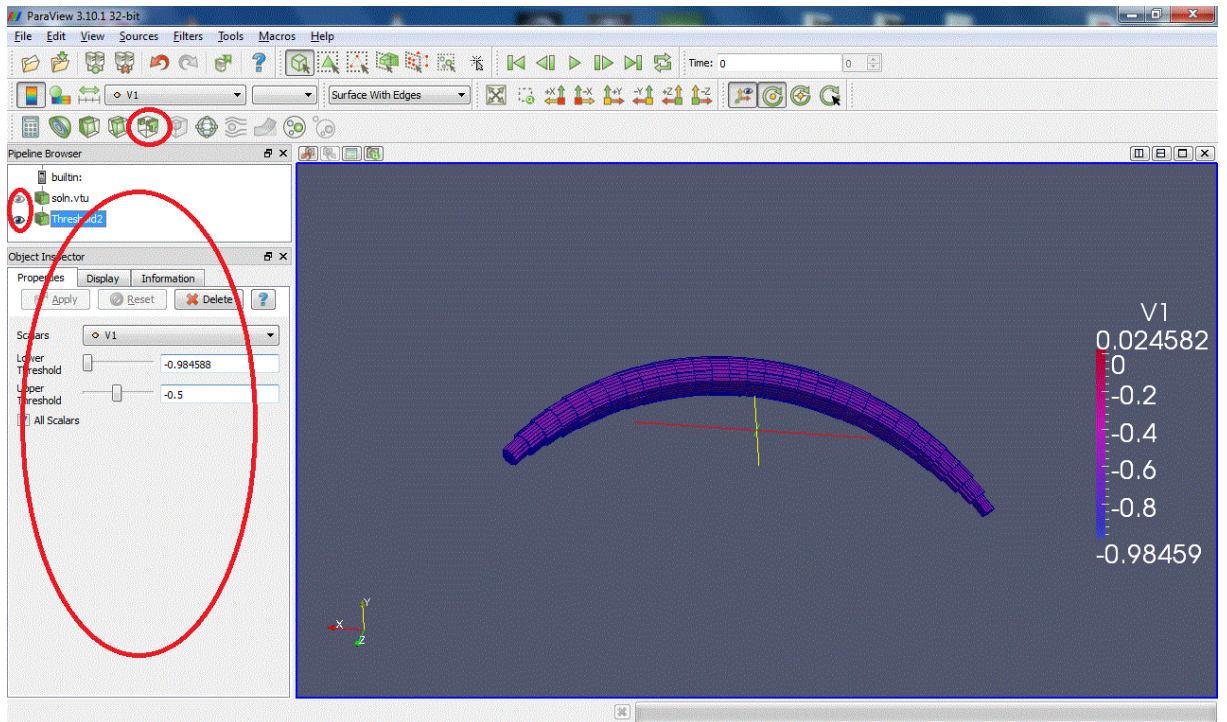 ParaView 3.10.1 32-bit
File Edit View Sources Filters Tools Macros Help
Time: 0 0
V1 Surface With Edges +X -X +Y -Y +Z -Z
Pipeline Browser
builtin:
soln.vtu
Threshold2
Object Inspector
Properties Display Information
Apply Reset Delete ?
Scalars V1
Lower Threshold -0.984588
Upper Threshold -0.5
All Scalars
V1
0.024582
0
-0.2
-0.4
-0.6
-0.8
-0.98459
Y
X
Z